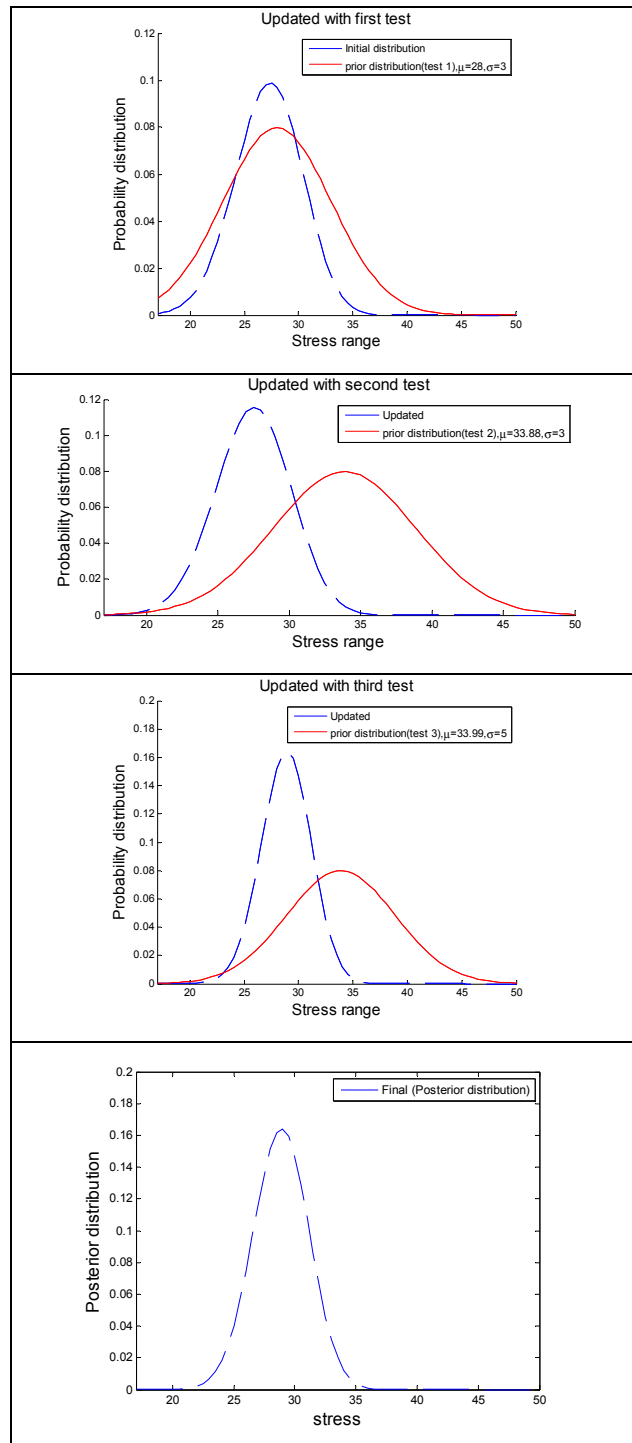 Updated with first test
Initial distribution
prior distribution(test 1),μ=28,σ=3
Probability distribution
0.12
0.1
0.08
0.06
0.04
0.02
0
20 25 30 35 40 45 50
Stress range
Updated with second test
Updated
prior distribution(test 2),μ=33.88,σ=3
Probability distribution
0.12
0.1
0.08
0.06
0.04
0.02
0
20 25 30 35 40 45 50
Stress range
Updated with third test
Updated
prior distribution(test 3),μ=33.99,σ=5
Probability distribution
0.2
0.18
0.16
0.14
0.12
0.1
0.08
0.06
0.04
0.02
0
20 25 30 35 40 45 50
Stress range
Final (Posterior distribution)
Posterior distribution
0.2
0.18
0.16
0.14
0.12
0.1
0.08
0.06
0.04
0.02
0
20 25 30 35 40 45 50
stress